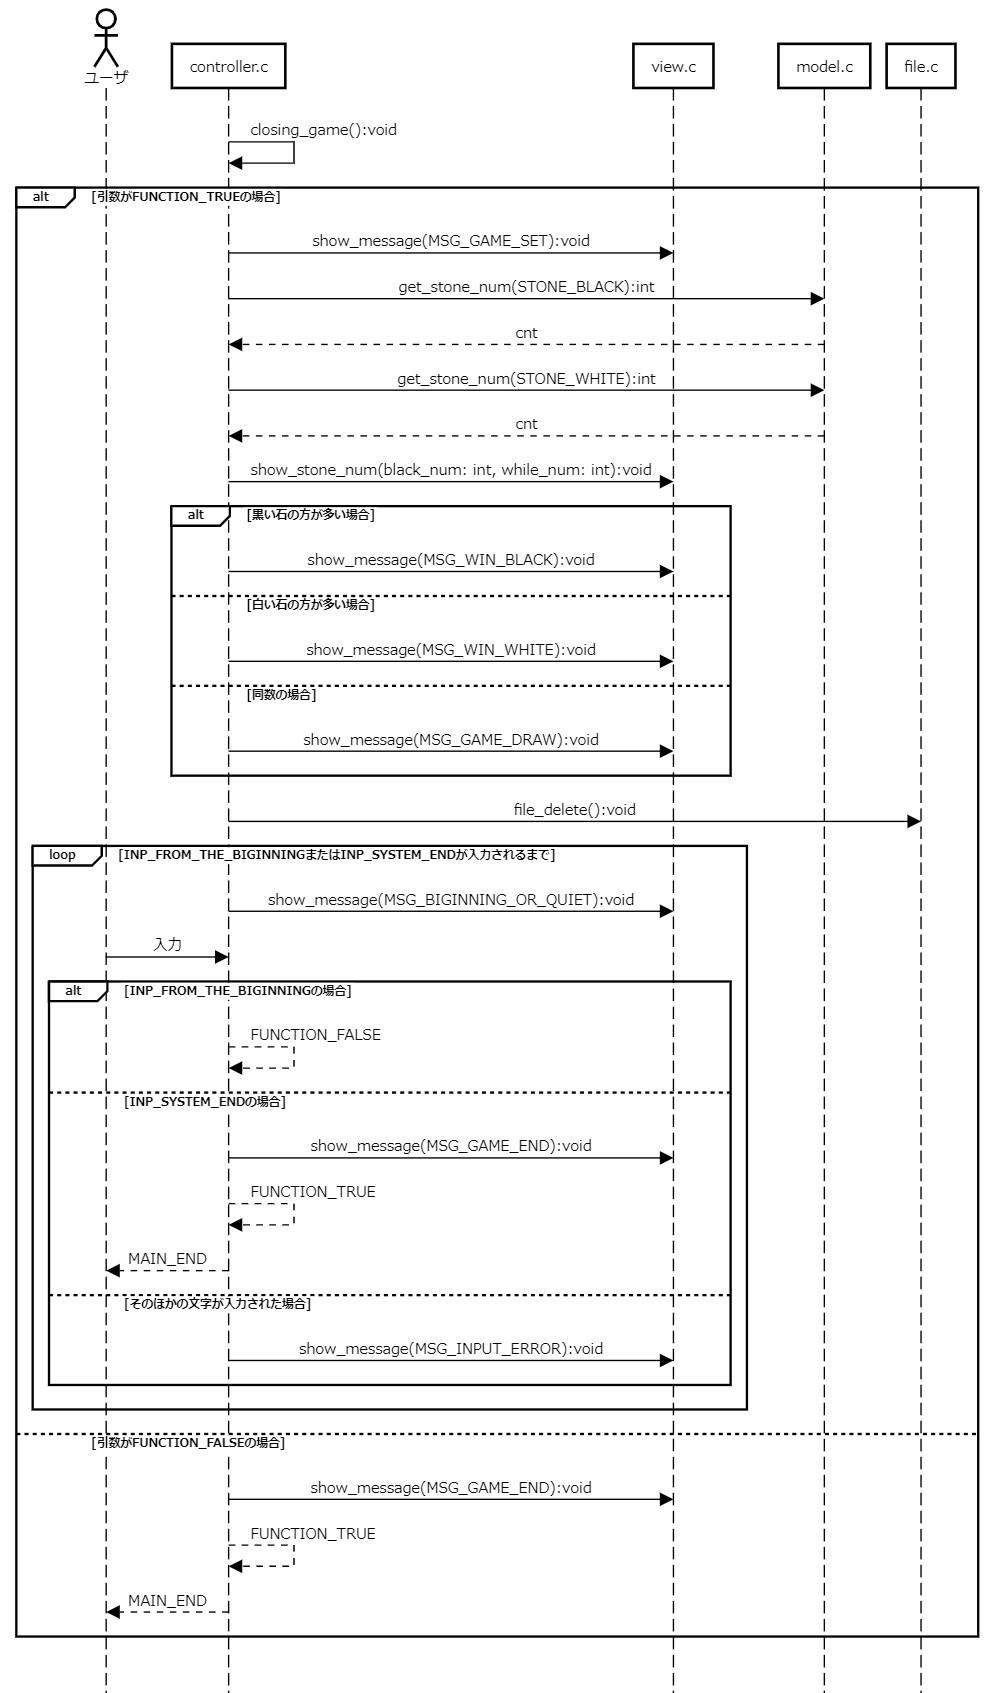 ユーザ
controller.c
view.c
model.c
file.c
closing_game():void
alt
[引数がFUNCTION_TRUEの場合]
show_message(MSG_GAME_SET):void
get_stone_num(STONE_BLACK):int
cnt
get_stone_num(STONE_WHITE):int
cnt
show_stone_num(black_num: int, while_num: int):void
alt
[黒い石の方が多い場合]
show_message(MSG_WIN_BLACK):void
[白い石の方が多い場合]
show_message(MSG_WIN_WHITE):void
[同数の場合]
show_message(MSG_GAME_DRAW):void
file_delete():void
loop
[INP_FROM_THE_BIGINNINGまたはINP_SYSTEM_ENDが入力されるまで]
show_message(MSG_BIGINNING_OR_QUIET):void
入力
alt
[INP_FROM_THE_BIGINNINGの場合]
FUNCTION_FALSE
[INP_SYSTEM_ENDの場合]
show_message(MSG_GAME_END):void
FUNCTION_TRUE
MAIN_END
[そのほかの文字が入力された場合]
show_message(MSG_INPUT_ERROR):void
[引数がFUNCTION_FALSEの場合]
show_message(MSG_GAME_END):void
FUNCTION_TRUE
MAIN_END